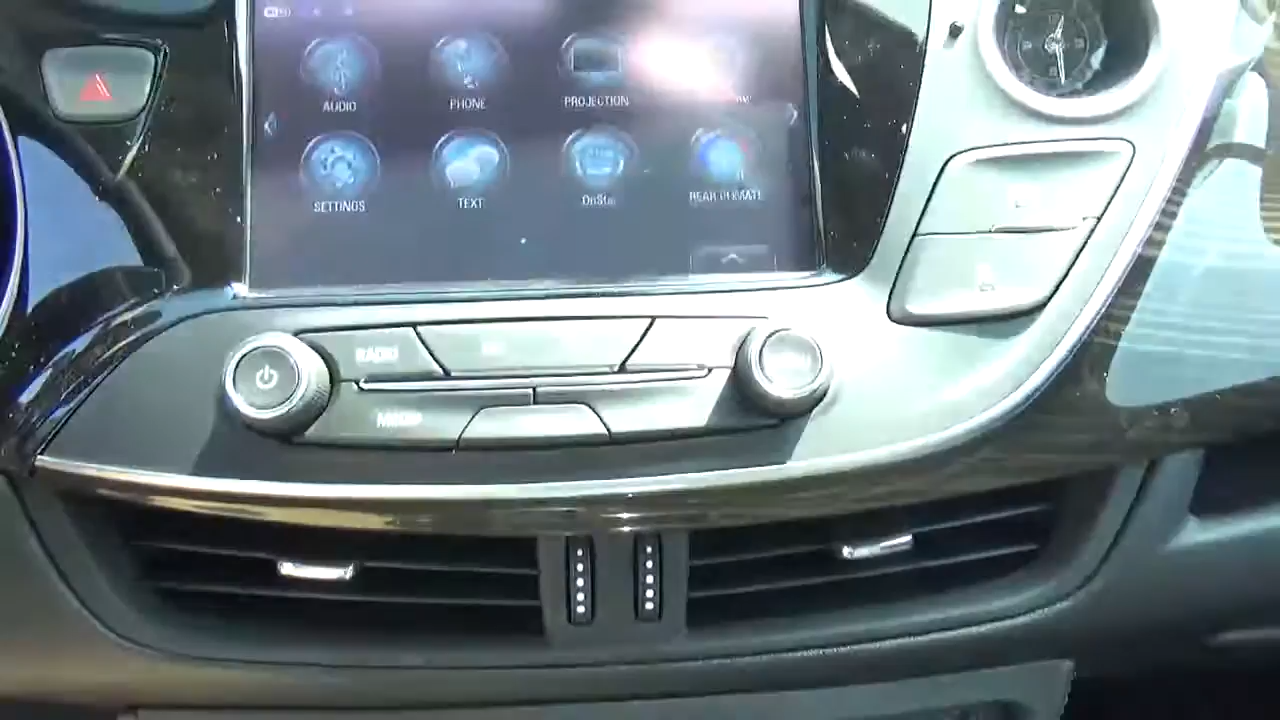 AUDIO
PHONE
PROJECTION
SETTINGS
TEXT
OnStar
REAR CLIMATE
RADIO
MEDIA